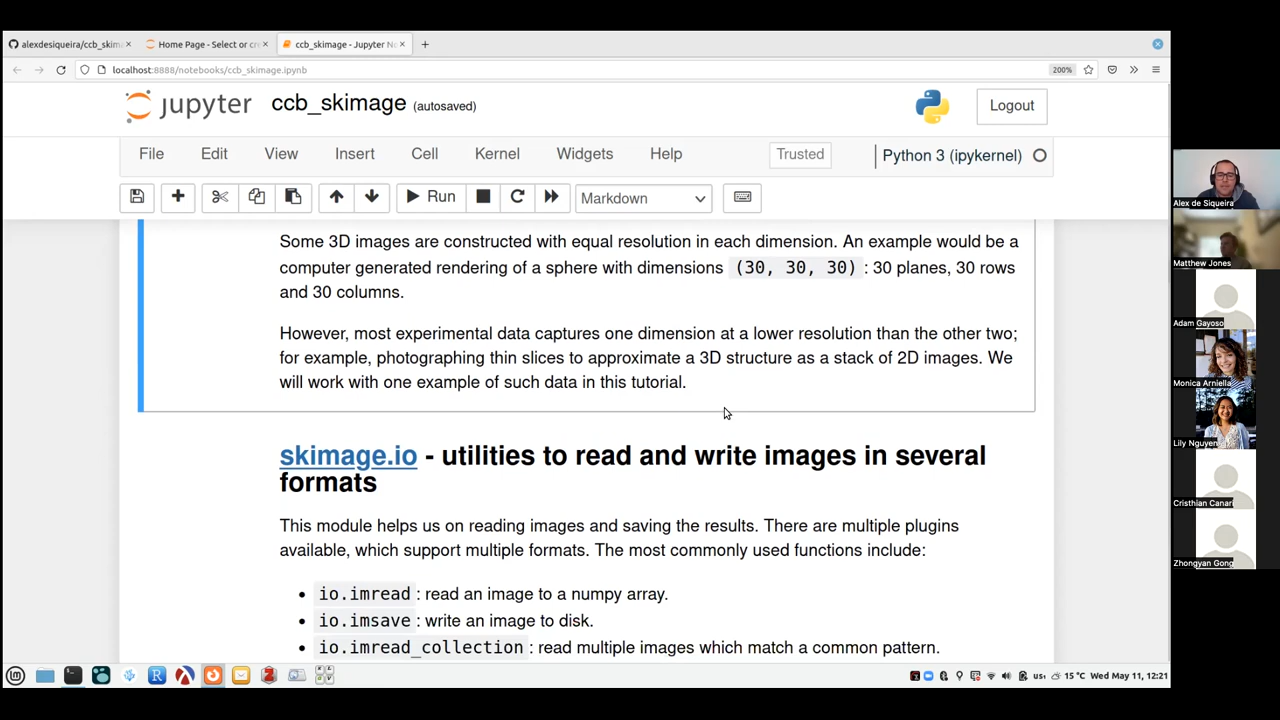 alexdesiqueira/ccb_skim
Home Page - Select or cre
ccb_skimage - Jupyter No
localhost:8888/notebooks/ccb_skimage.ipynb
200%
jupyter
ccb_skimage (autosaved)
Logout
File Edit View Insert Cell Kernel Widgets Help
Trusted
Python 3 (ipykernel)
Run
Markdown
Some 3D images are constructed with equal resolution in each dimension. An example would be a
computer generated rendering of a sphere with dimensions (30, 30, 30) : 30 planes, 30 rows
and 30 columns.
However, most experimental data captures one dimension at a lower resolution than the other two;
for example, photographing thin slices to approximate a 3D structure as a stack of 2D images. We
will work with one example of such data in this tutorial.
skimage.io - utilities to read and write images in several
formats
This module helps us on reading images and saving the results. There are multiple plugins
available, which support multiple formats. The most commonly used functions include:
• io.imread : read an image to a numpy array.
• io.imsave : write an image to disk.
• io.imread_collection : read multiple images which match a common pattern.
us₁ 15 °C Wed May 11, 12:21
Alex de Siqueira
Matthew Jones
Adam Gayoso
Monica Arniella
Lily Nguyen
Cristhian Canari
Zhongyan Gong